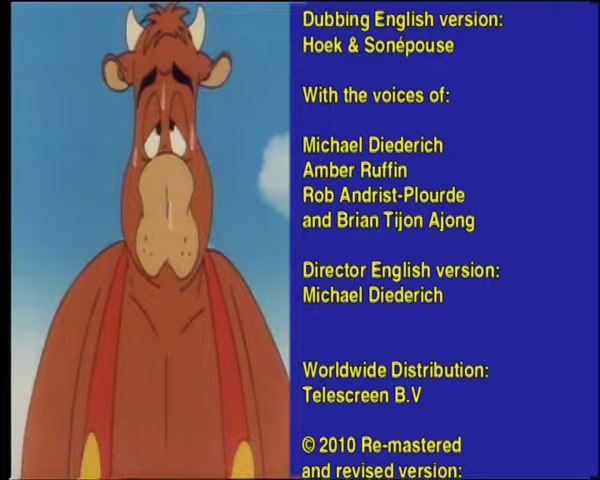 Dubbing English version:
Hoek & Sonépouse
With the voices of:
Michael Diederich
Amber Ruffin
Rob Andrist-Plourde
and Brian Tijon Ajong
Director English version:
Michael Diederich
Worldwide Distribution:
Telescreen B.V
© 2010 Re-mastered
and revised version: